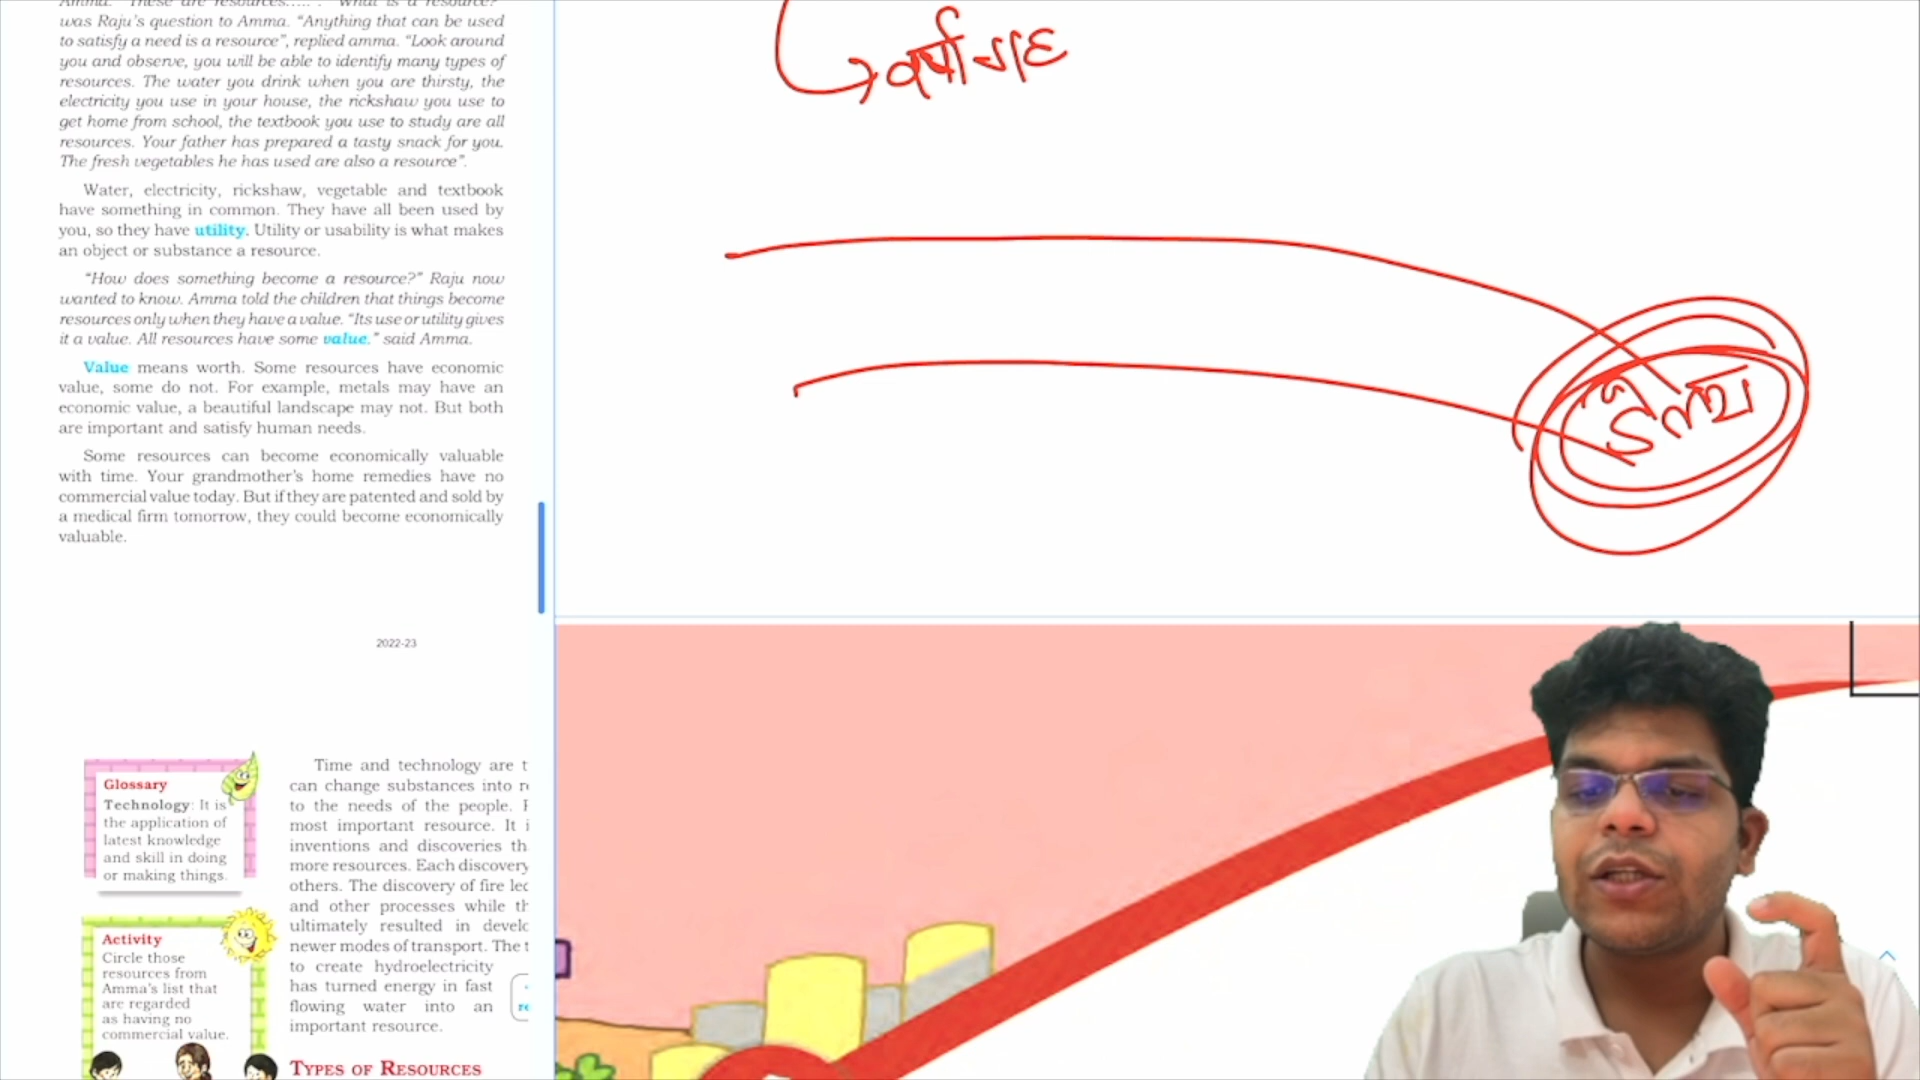 Amma. "These are resources..... . "What is a resource?"
was Raju's question to Amma. "Anything that can be used
to satisfy a need is a resource", replied amma. "Look around
you and observe, you will be able to identify many types of
resources. The water you drink when you are thirsty, the
electricity you use in your house, the rickshaw you use to
get home from school, the textbook you use to study are all
resources. Your father has prepared a tasty snack for you.
The fresh vegetables he has used are also a resource".
Water, electricity, rickshaw, vegetable and textbook
have something in common. They have all been used by
you, so they have utility. Utility or usability is what makes
an object or substance a resource.
"How does something become a resource?" Raju now
wanted to know. Amma told the children that things become
resources only when they have a value. "Its use or utility gives
it a value. All resources have some value." said Amma.
Value means worth. Some resources have economic
value, some do not. For example, metals may have an
economic value, a beautiful landscape may not. But both
are important and satisfy human needs.
Some resources can become economically valuable
with time. Your grandmother's home remedies have no
commercial value today. But if they are patented and sold by
a medical firm tomorrow, they could become economically
valuable.
2022-23
Glossary
Technology: It is
the application of
latest knowledge
and skill in doing
or making things.
Activity
Circle those
resources from
Amma's list that
are regarded
as having no
commercial value.
Time and technology are t
can change substances into re
to the needs of the people.
most important resource. It i
inventions and discoveries th
more resources. Each discovery
others. The discovery of fire led
and other processes while th
ultimately resulted in develo
newer modes of transport. The t
to create hydroelectricity
has turned energy in fast
flowing water into an
important resource.
re
TYPES OF RESOURCES